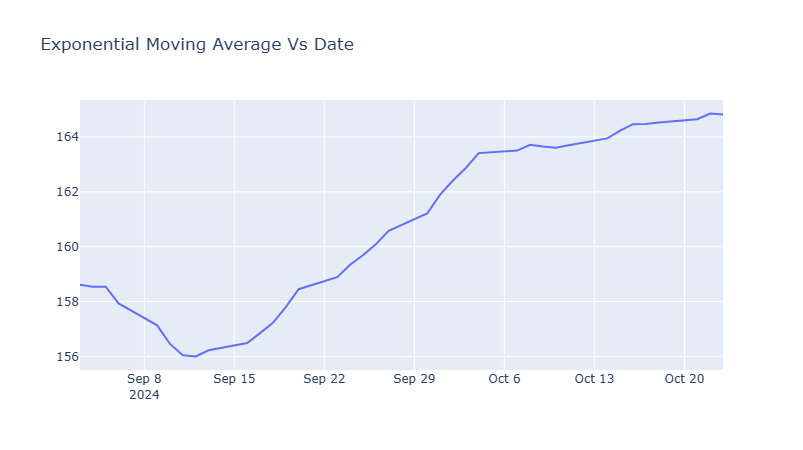 Exponential Moving Average Vs Date
164
162
160
158
156
Sep 8
2024
Sep 15
Sep 22
Sep 29
Oct 6
Oct 13
Oct 20